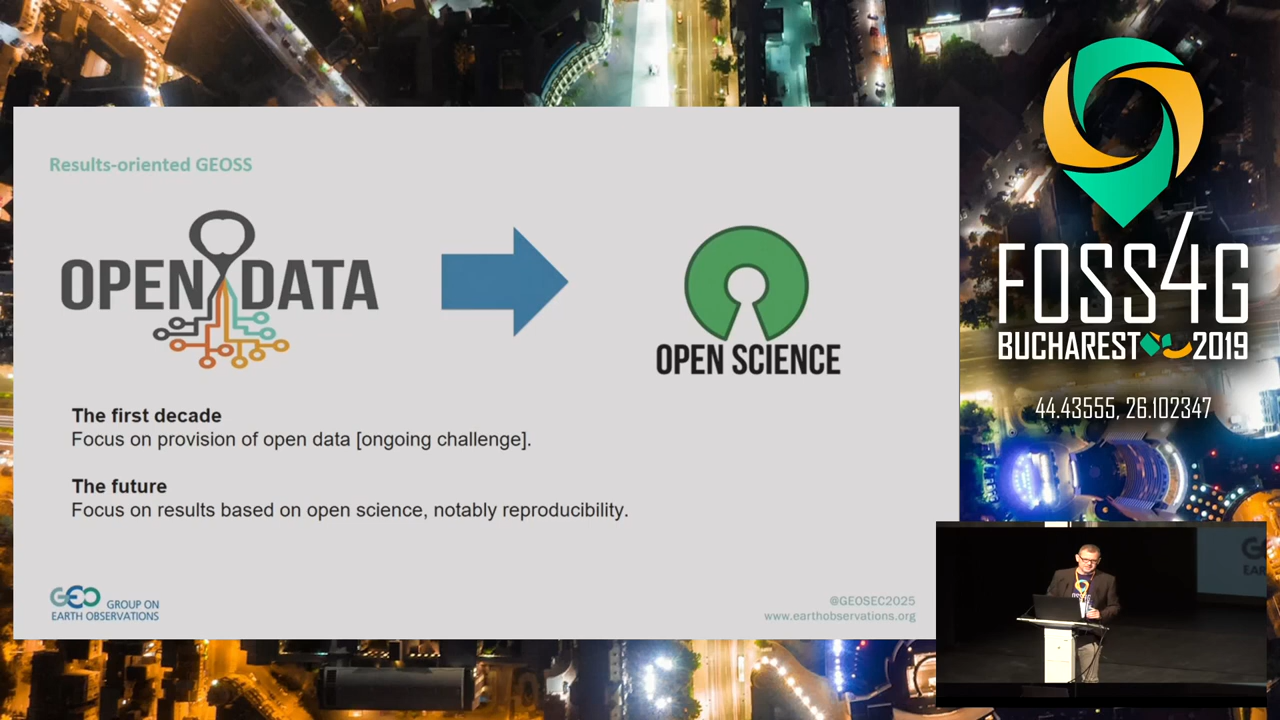 Results-oriented GEOSS
OPEN DATA
OPEN SCIENCE
The first decade
Focus on provision of open data [ongoing challenge].
The future
Focus on results based on open science, notably reproducibility.
GEO GROUP ON
EARTH OBSERVATIONS
@GEOSEC2025
www.earthobservations.org
FOSS4G
BUCHAREST 2019
44.43555, 26.102347